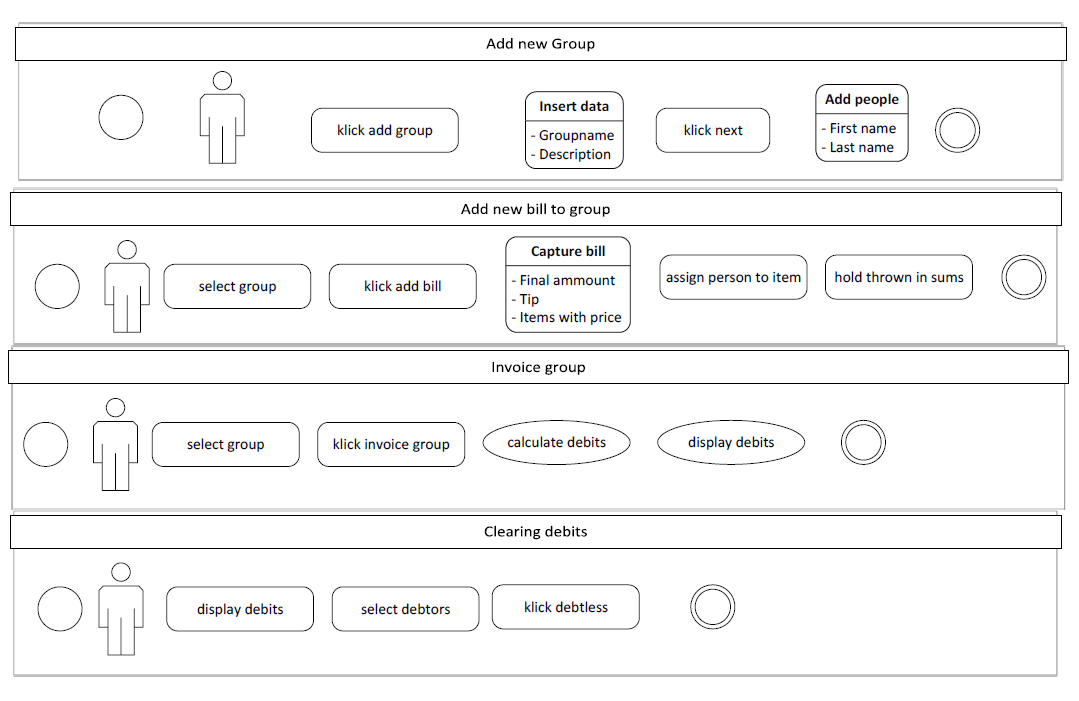 Add new Group
klick add group
Insert data
- Groupname
- Description
klick next
Add people
- First name
- Last name
Add new bill to group
select group
klick add bill
Capture bill
- Final ammount
- Tip
- Items with price
assign person to item
hold thrown in sums
Invoice group
select group
klick invoice group
calculate debits
display debits
Clearing debits
display debits
select debtors
klick debtless